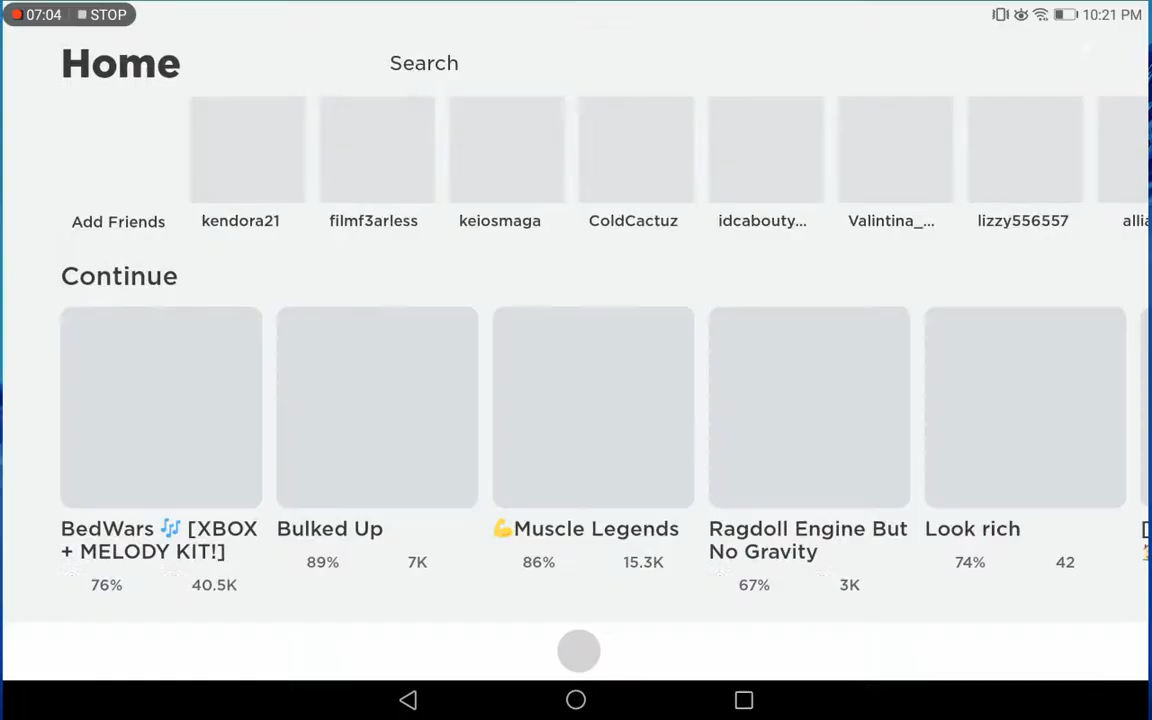 07:04 STOP 10:21 PM
Home Search
Add Friends kendora21 filmf3arless keiosmaga ColdCactuz idcabouty... Valintina_... lizzy556557
Continue
BedWars 🎶 [XBOX Bulked Up 💪Muscle Legends Ragdoll Engine But Look rich
+ MELODY KIT!] No Gravity
89% 7K 86% 15.3K 74% 42
76% 40.5K 67% 3K